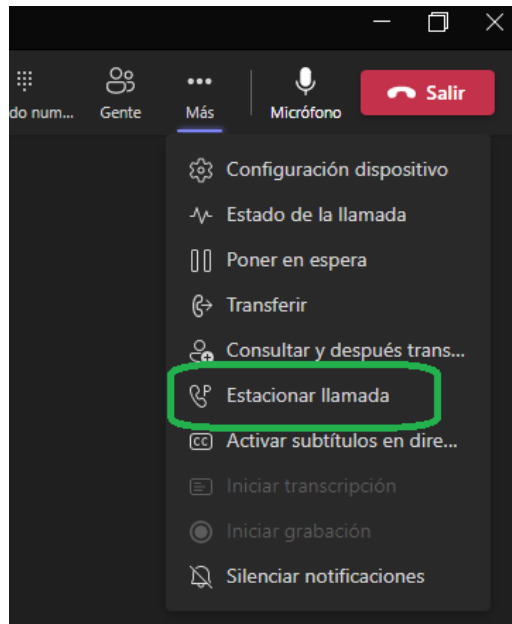 do num...
Gente
Más
Micrófono
Salir
Configuración dispositivo
Estado de la llamada
Poner en espera
Transferir
Consultar y después trans...
Estacionar llamada
CC Activar subtítulos en dire...
Iniciar transcripción
Iniciar grabación
Silenciar notificaciones